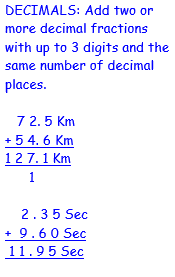 DECIMALS: Add two or
more decimal fractions
with up to 3 digits and the
same number of decimal
places.
7 2. 5 Km
+ 5 4. 6 Km
1 2 7. 1 Km
1
2 . 3 5 Sec
+ 9 . 6 0 Sec
1 1 . 9 5 Sec